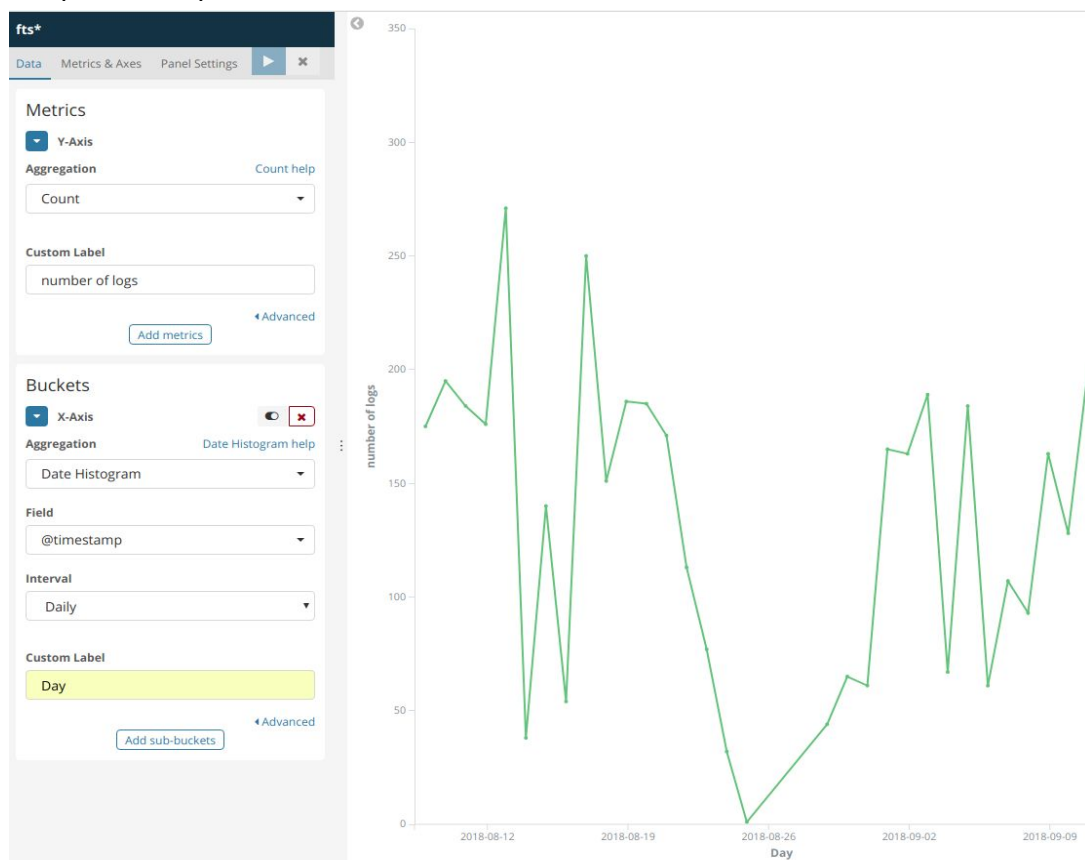 fts*
Data Metrics & Axes Panel Settings
Metrics
Y-Axis
Aggregation Count help
Count
Custom Label
number of logs
Advanced
Add metrics
Buckets
X-Axis
Aggregation Date Histogram help
Date Histogram
Field
@timestamp
Interval
Daily
Custom Label
Day
Advanced
Add sub-buckets
350
300
250
200
150
100
50
0
number of logs
2018-08-12 2018-08-19 2018-08-26 2018-09-02 2018-09-09
Day